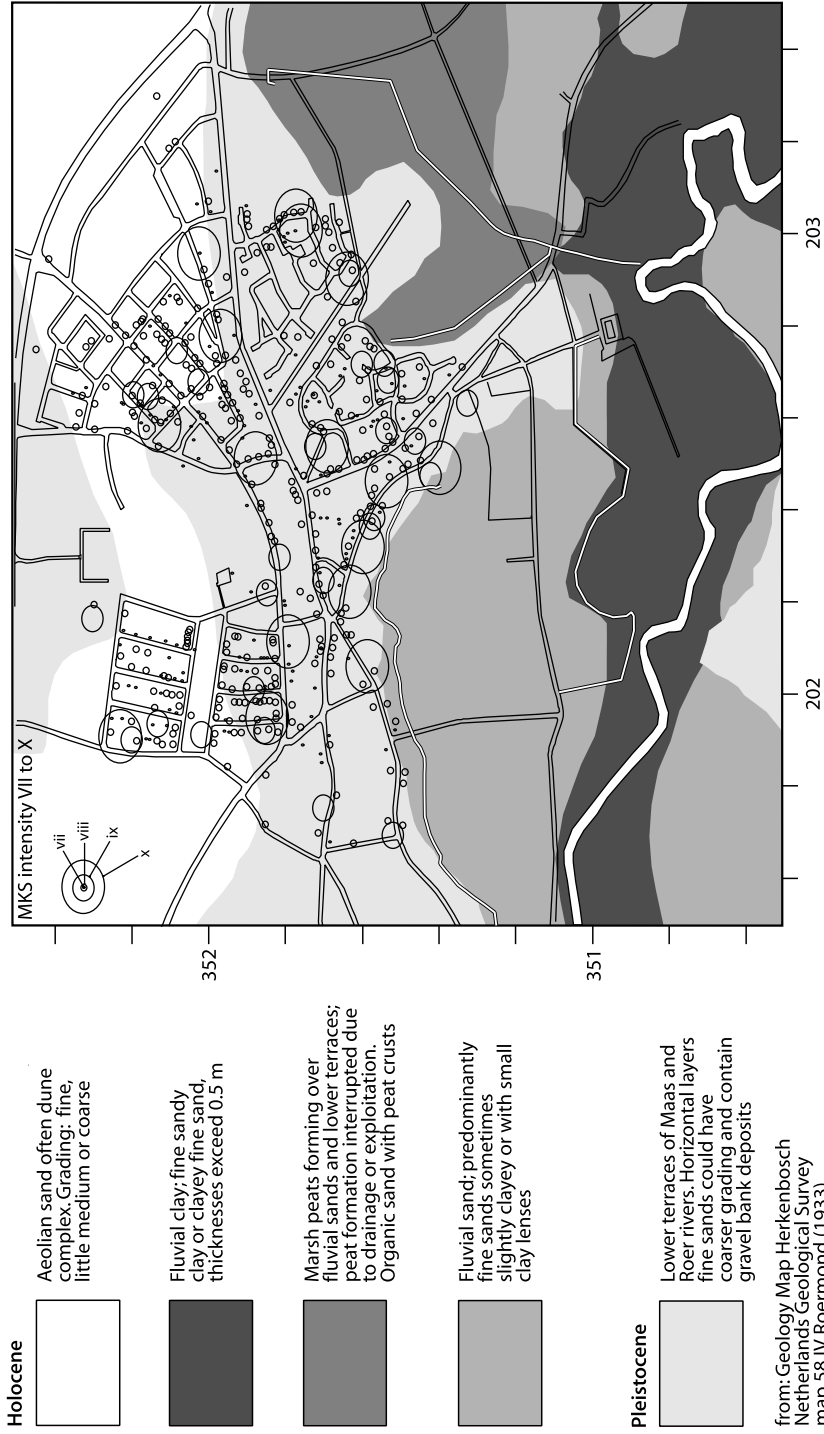 MKS intensity VII to X
vii
viii
ix
x
352
351
202
203
Holocene
Aeolian sand often dune
complex. Grading: fine,
little medium or coarse
Fluvial clay; fine sandy
clay or clayey fine sand,
thicknesses exceed 0.5 m
Marsh peats forming over
fluvial sands and lower terraces;
peat formation interrupted due
to drainage or exploitation.
Organic sand with peat crusts
Fluvial sand; predominantly
fine sands sometimes
slightly clayey or with small
clay lenses
Pleistocene
Lower terraces of Maas and
Roer rivers. Horizontal layers
fine sands could have
coarser grading and contain
gravel bank deposits
from: Geology Map Herkenbosch
Netherlands Geological Survey
map 58 IV Roermond (1933)